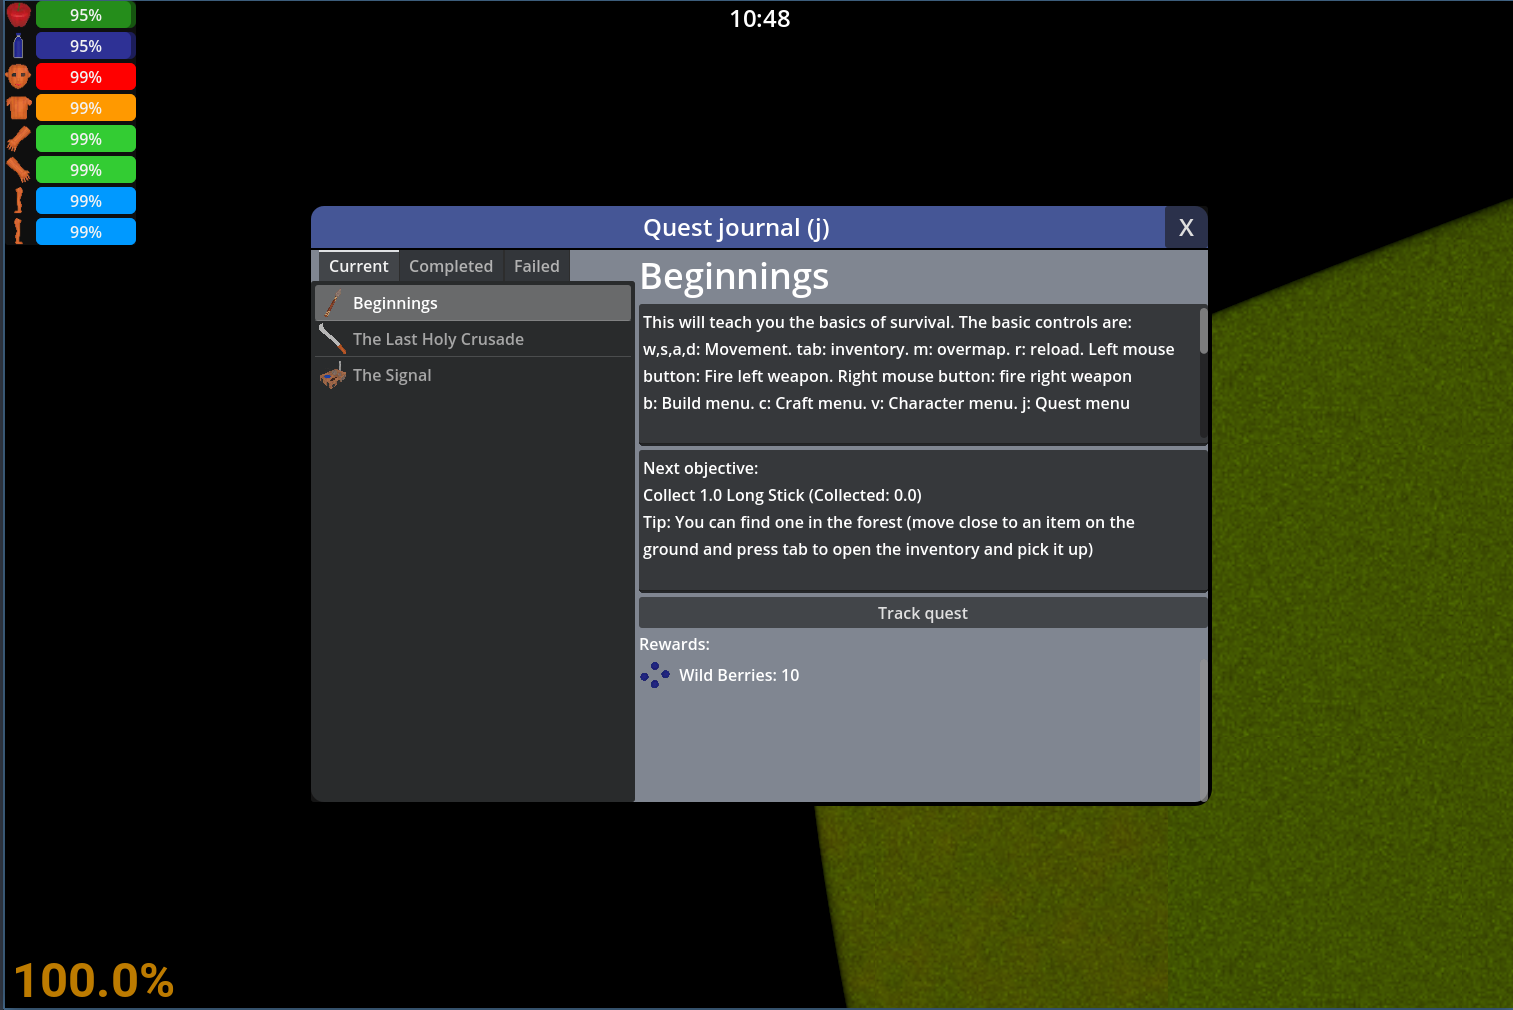 95%
10:48
95%
99%
99%
99%
99%
99%
99%
Quest journal (j)
X
Current Completed Failed
Beginnings
The Last Holy Crusade
The Signal
Beginnings
This will teach you the basics of survival. The basic controls are:
w,s,a,d: Movement. tab: inventory. m: overmap. r: reload. Left mouse
button: Fire left weapon. Right mouse button: fire right weapon
b: Build menu. c: Craft menu. v: Character menu. j: Quest menu
Next objective:
Collect 1.0 Long Stick (Collected: 0.0)
Tip: You can find one in the forest (move close to an item on the
ground and press tab to open the inventory and pick it up)
Track quest
Rewards:
Wild Berries: 10
100.0%